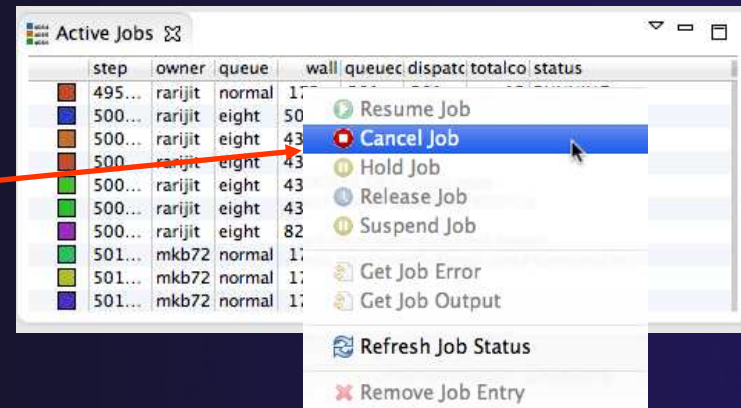 Active Jobs
step owner queue wall queuec dispatc totalco status
495... rarijit normal
500... rarijit eight 50
500... rarijit eight 43
500... rarijit eight 43
500... rarijit eight 43
500... rarijit eight 43
500... rarijit eight 82
501... mkb72 normal
501... mkb72 normal
501... mkb72 normal
Resume Job
Cancel Job
Hold Job
Release Job
Suspend Job
Get Job Error
Get Job Output
Refresh Job Status
Remove Job Entry